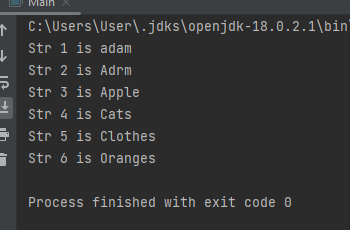 Main
C:\Users\User\.jdks\openjdk-18.0.2.1\bin\
Str 1 is adam
Str 2 is Adrm
Str 3 is Apple
Str 4 is Cats
Str 5 is Clothes
Str 6 is Oranges
Process finished with exit code 0